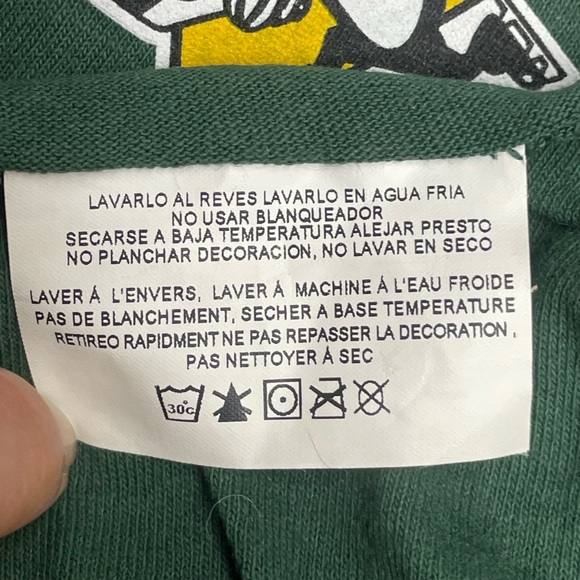 LAVARLO AL REVES LAVARLO EN AGUA FRIA
NO USAR BLANQUEADOR
SECARSE A BAJA TEMPERATURA ALEJAR PRESTO
NO PLANCHAR DECORACION, NO LAVAR EN SECO
LAVER Á L'ENVERS, LAVER Á MACHINE À L'EAU FROIDE
PAS DE BLANCHEMENT, SECHER A BASE TEMPERATURE
RETIREO RAPIDMENT NE PAS REPASSER LA DECORATION,
PAS NETTOYER Á SEC
30c